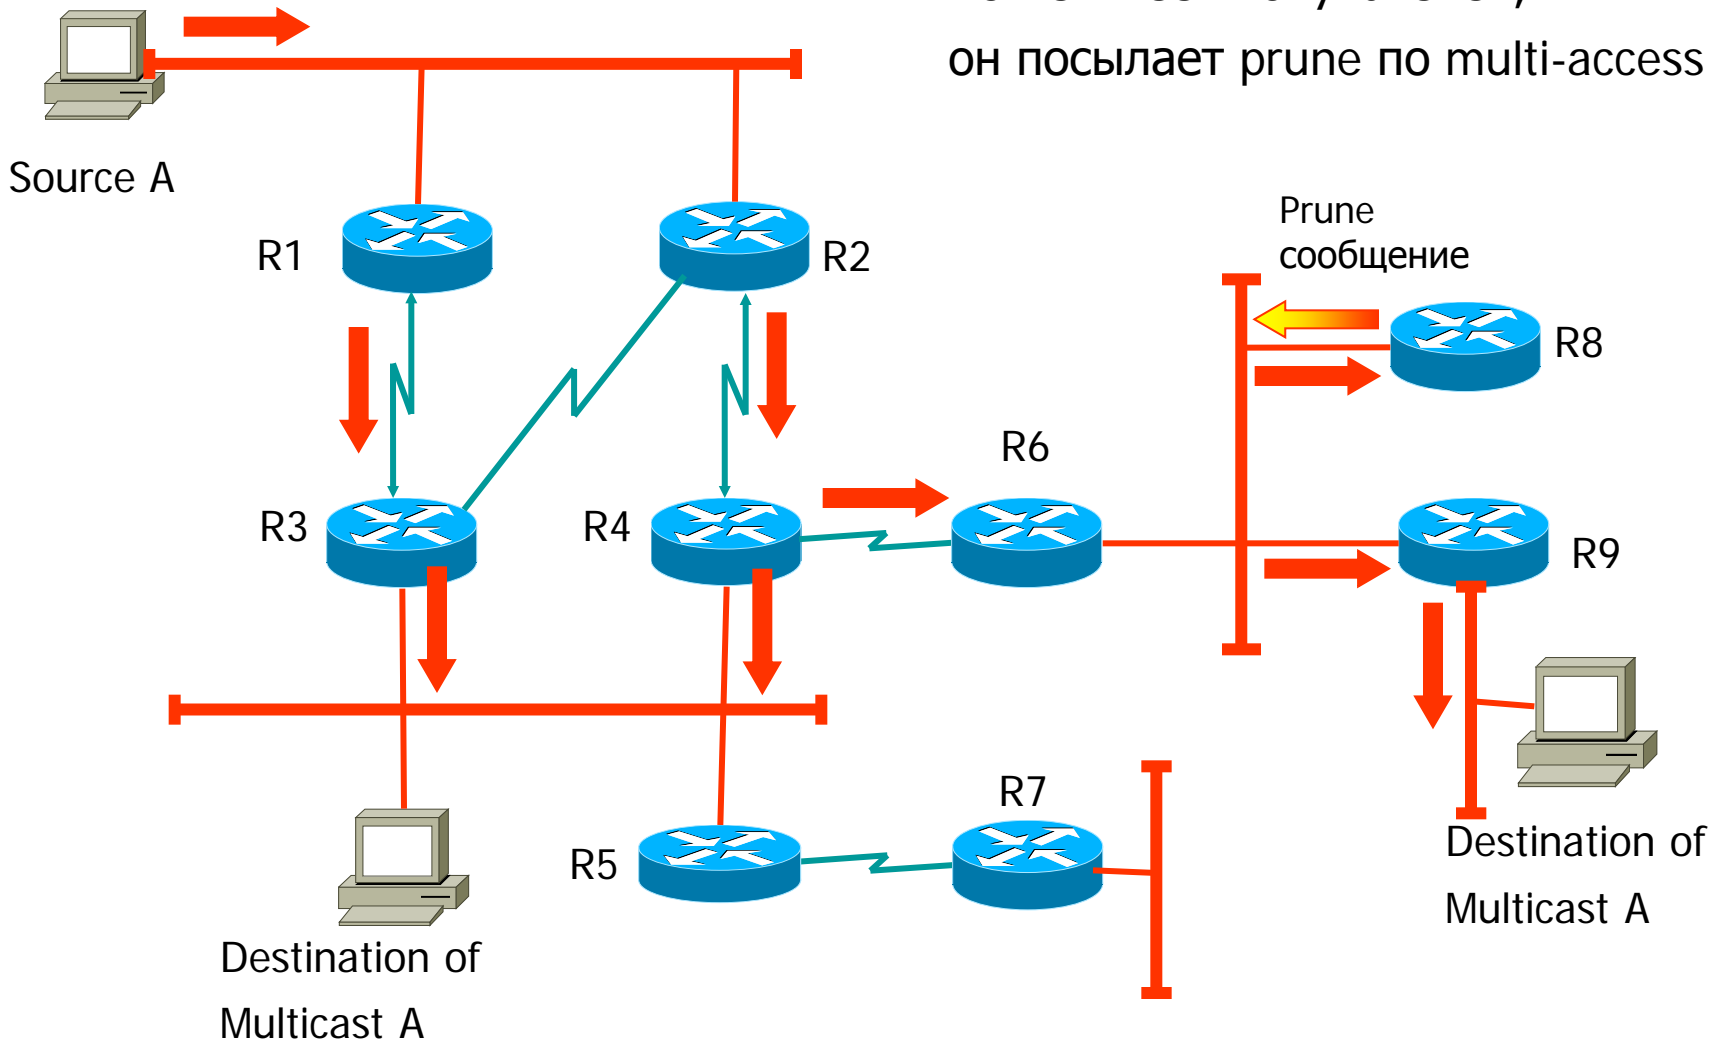 он посылает prune по multi-access
Source A
R1
R2
Prune
сообщение
R8
R6
R3
R4
R9
R7
R5
Destination of
Multicast A
Destination of
Multicast A